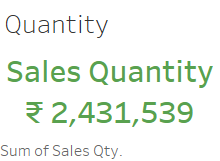 Quantity
Sales Quantity
₹ 2,431,539
Sum of Sales Qty.